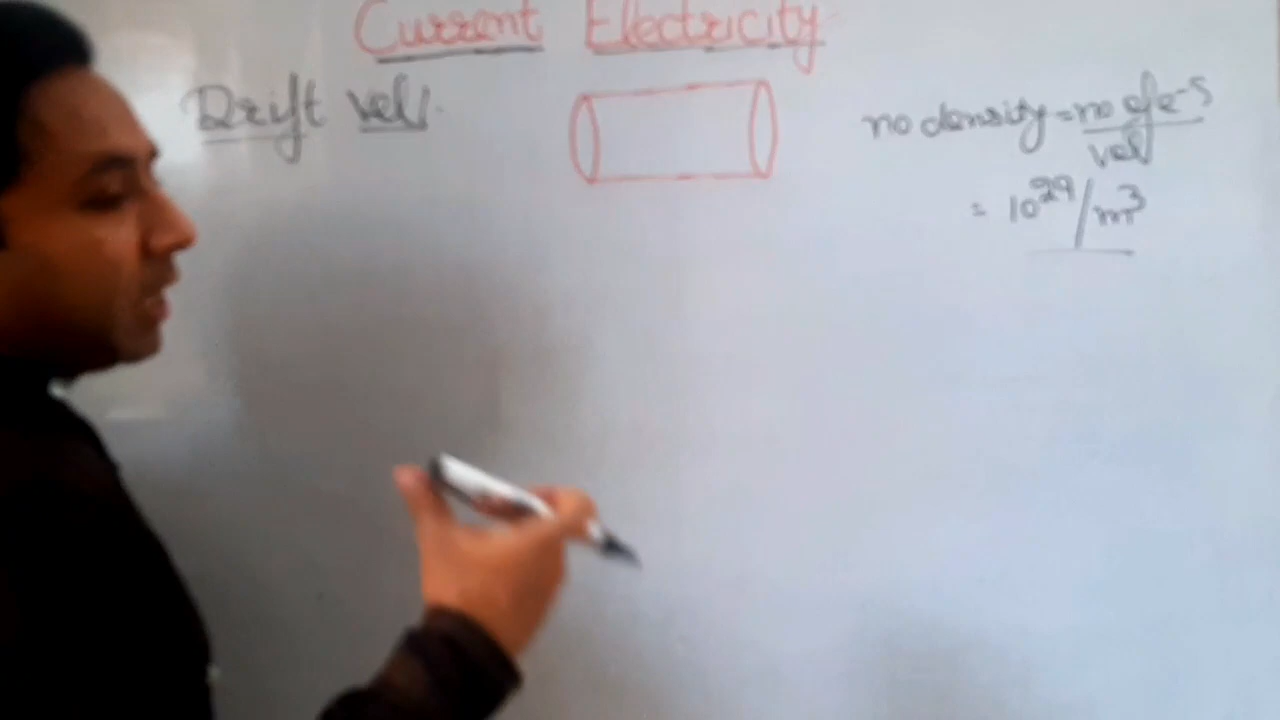 Current Electricity
Drift vel.
no density = no of e-s
vol
= 10^29/m^3